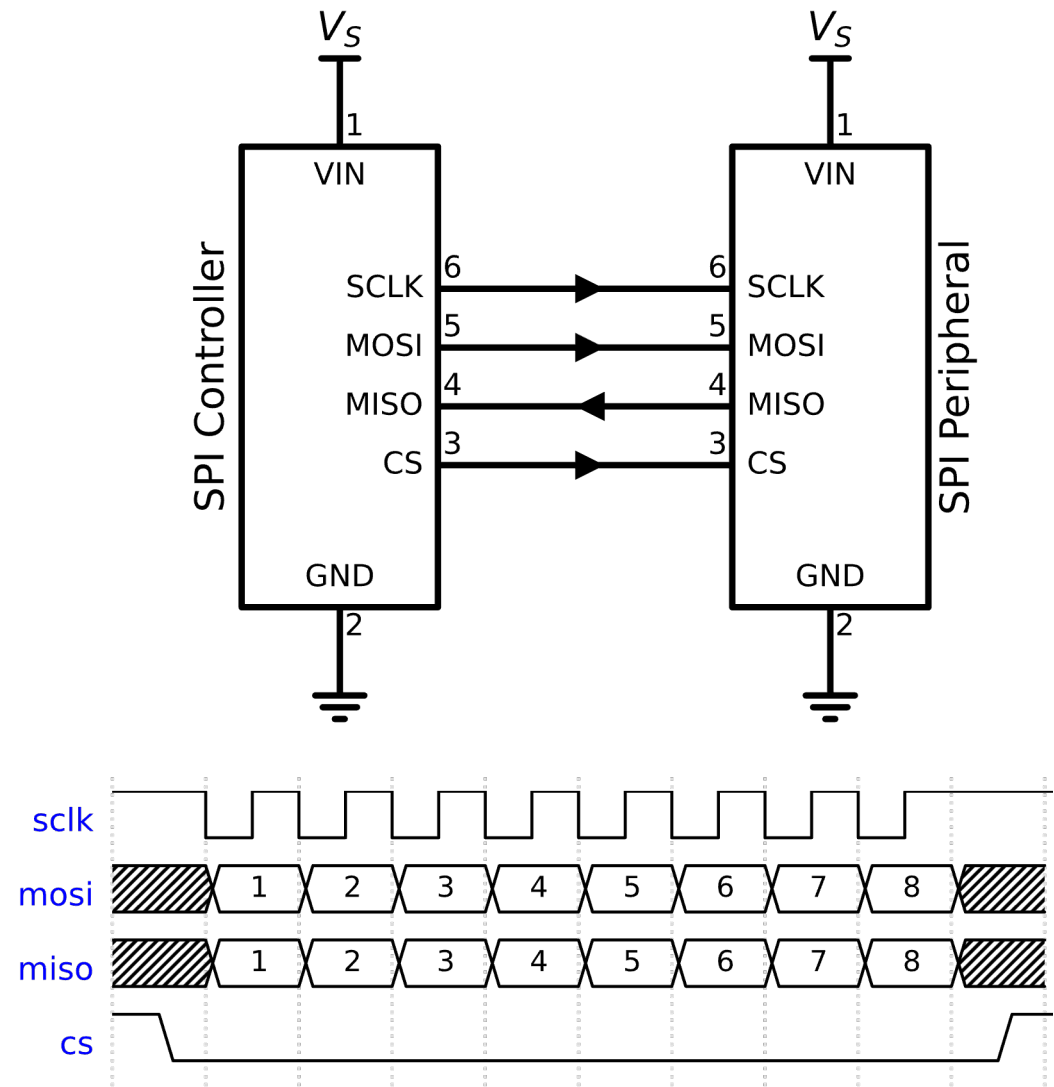 V_S V_S
1 1
VIN VIN
SPI Controller
SPI Peripheral
SCLK 6 6 SCLK
MOSI 5 5 MOSI
MISO 4 4 MISO
CS 3 3 CS
GND GND
2 2
sclk
mosi 1 2 3 4 5 6 7 8
miso 1 2 3 4 5 6 7 8
cs